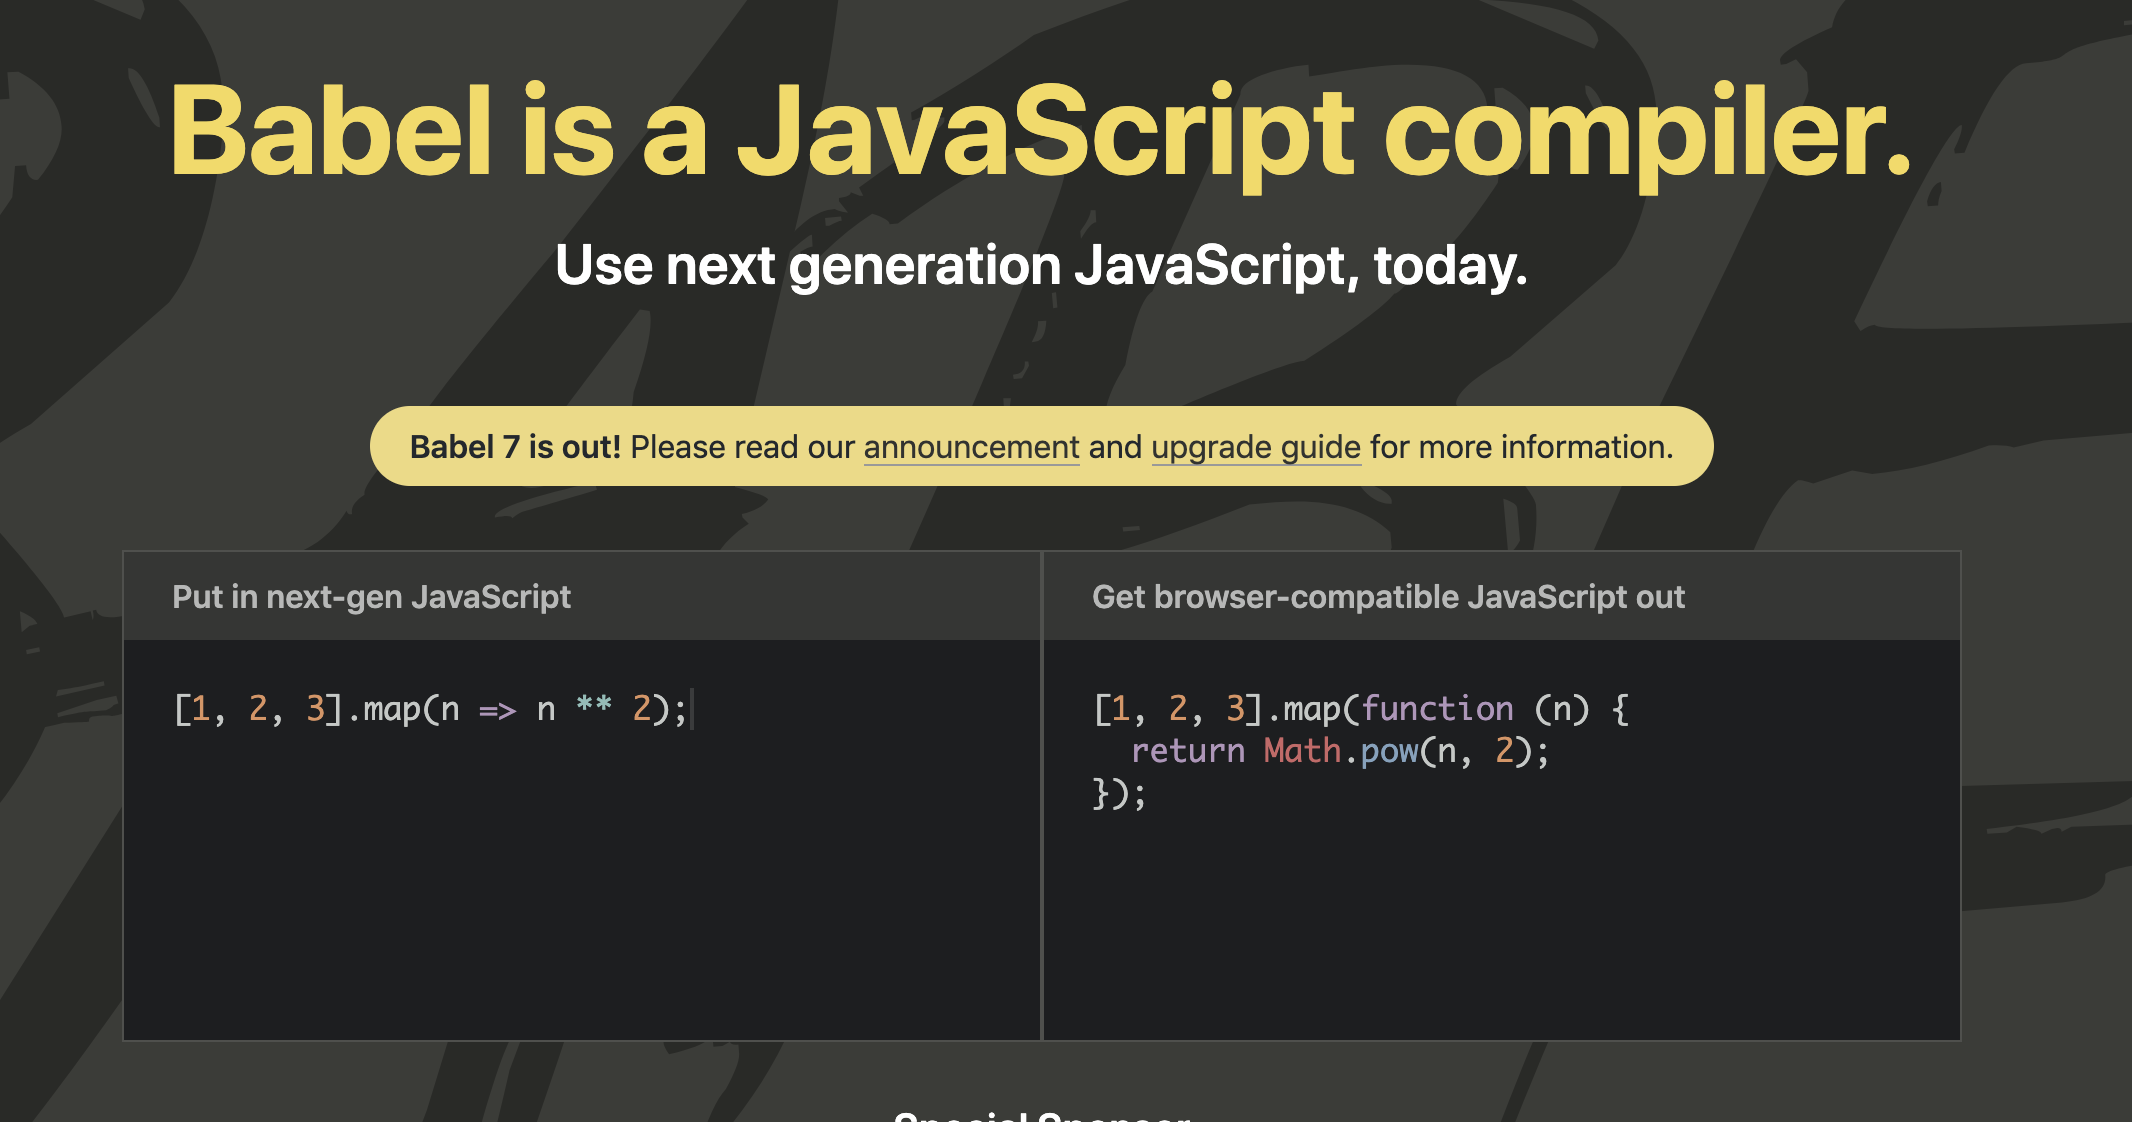 Babel is a JavaScript compiler.
Use next generation JavaScript, today.
Babel 7 is out! Please read our announcement and upgrade guide for more information.
Put in next-gen JavaScript
[1, 2, 3].map(n => n ** 2);
Get browser-compatible JavaScript out
[1, 2, 3].map(function (n) {
  return Math.pow(n, 2);
});
Special Sponsor